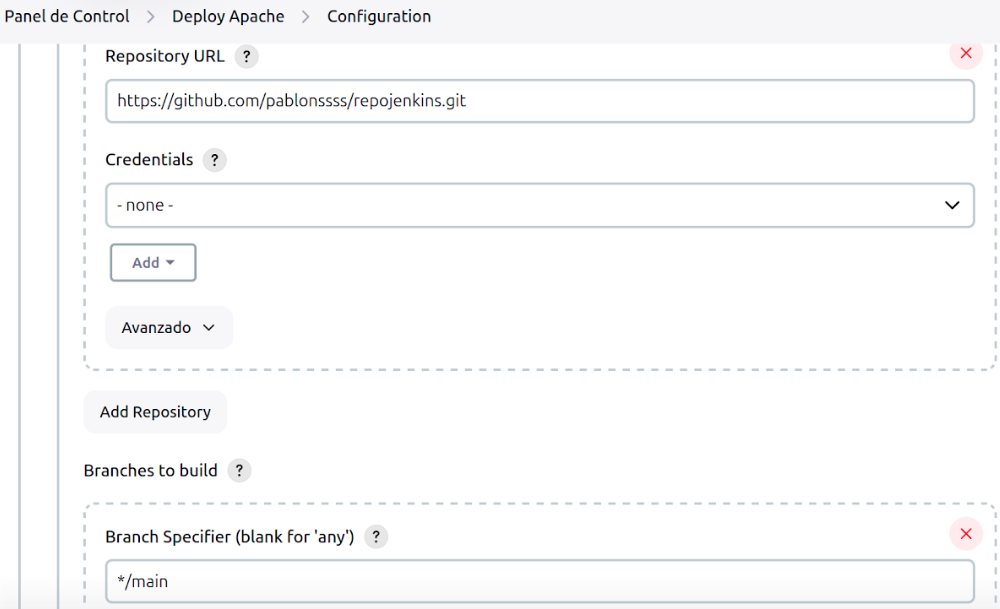 Panel de Control > Deploy Apache > Configuration
Repository URL ?
https://github.com/pablonssss/repojenkins.git
Credentials ?
- none -
Add
Avanzado
Add Repository
Branches to build ?
Branch Specifier (blank for 'any') ?
*/main